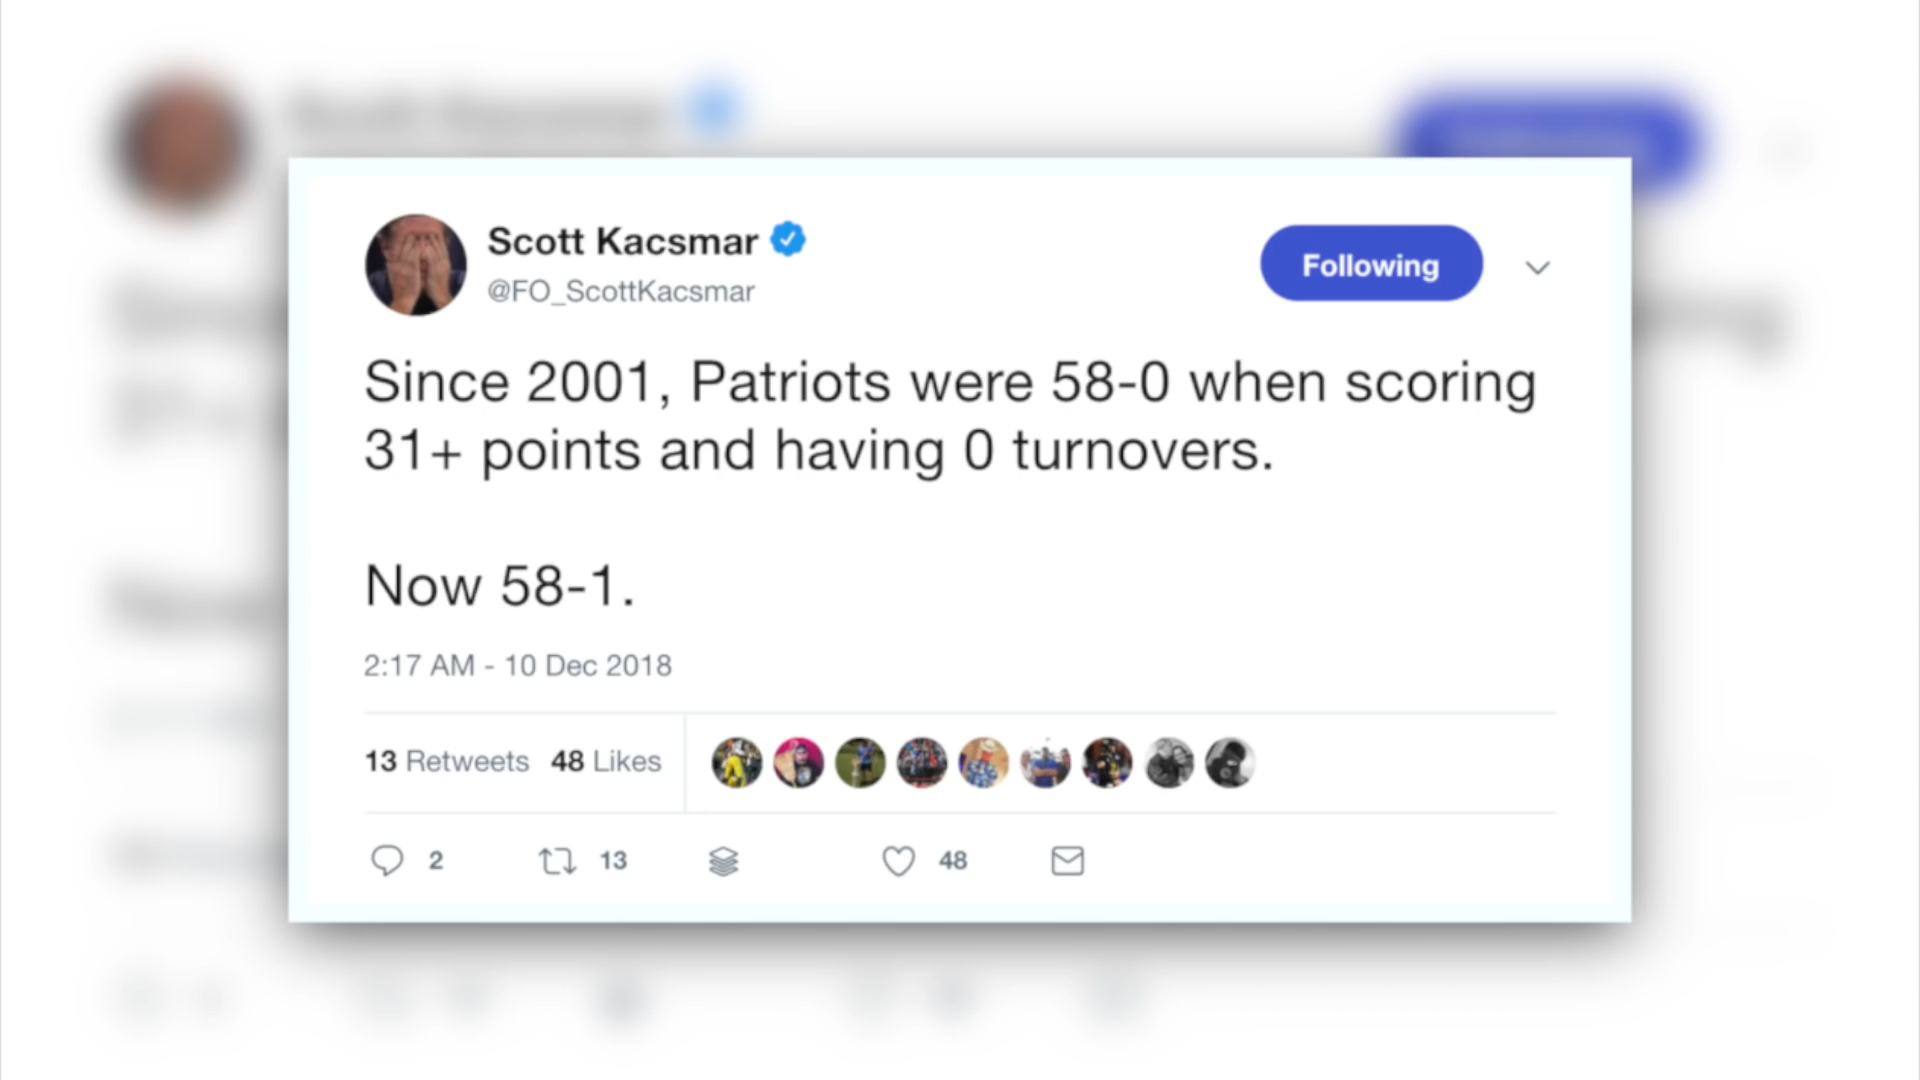 Scott Kacsmar
@FO_ScottKacsmar
Following
Since 2001, Patriots were 58-0 when scoring
31+ points and having 0 turnovers.
Now 58-1.
2:17 AM - 10 Dec 2018
13 Retweets 48 Likes
2 13 48